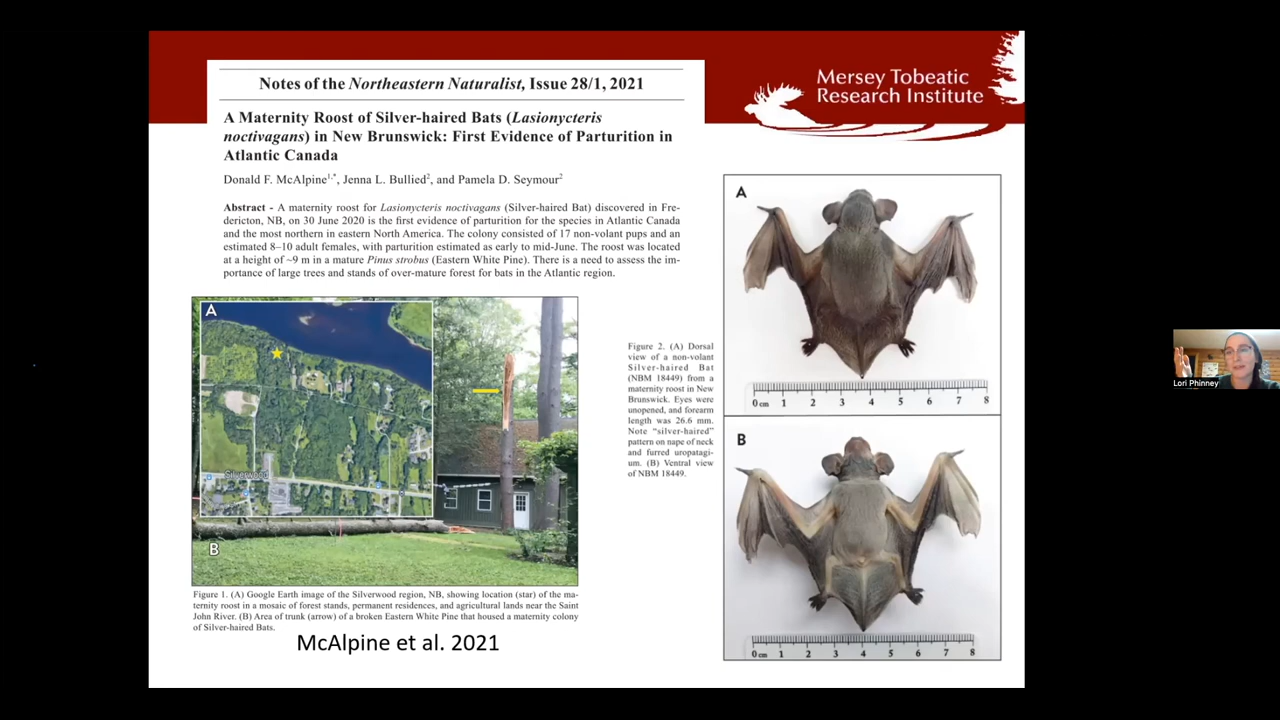 Notes of the Northeastern Naturalist, Issue 28/1, 2021
Mersey Tobeatic
Research Institute
A Maternity Roost of Silver-haired Bats (Lasionycteris
noctivagans) in New Brunswick: First Evidence of Parturition in
Atlantic Canada
Donald F. McAlpine1,*, Jenna L. Bullied2, and Pamela D. Seymour2
Abstract - A maternity roost for Lasionycteris noctivagans (Silver-haired Bat) discovered in Fre-
dericton, NB, on 30 June 2020 is the first evidence of parturition for the species in Atlantic Canada
and the most northern in eastern North America. The colony consisted of 17 non-volant pups and an
estimated 8–10 adult females, with parturition estimated as early to mid-June. The roost was located
at a height of ~9 m in a mature Pinus strobus (Eastern White Pine). There is a need to assess the im-
portance of large trees and stands of over-mature forest for bats in the Atlantic region.
A
Silverwood
B
Figure 1. (A) Google Earth image of the Silverwood region, NB, showing location (star) of the ma-
ternity roost in a mosaic of forest stands, permanent residences, and agricultural lands near the Saint
John River. (B) Area of trunk (arrow) of a broken Eastern White Pine that housed a maternity colony
of Silver-haired Bats.
McAlpine et al. 2021
Figure 2. (A) Dorsal
view of a non-volant
Silver-haired Bat
(NBM 18449) from a
maternity roost in New
Brunswick. Eyes were
unopened, and forearm
length was 26.6 mm.
Note “silver-haired”
pattern on nape of neck
and furred uropatagi-
um. (B) Ventral view
of NBM 18449.
A
0 cm 1 2 3 4 5 6 7 8
B
0 cm 1 2 3 4 5 6 7 8
Lori Phinney